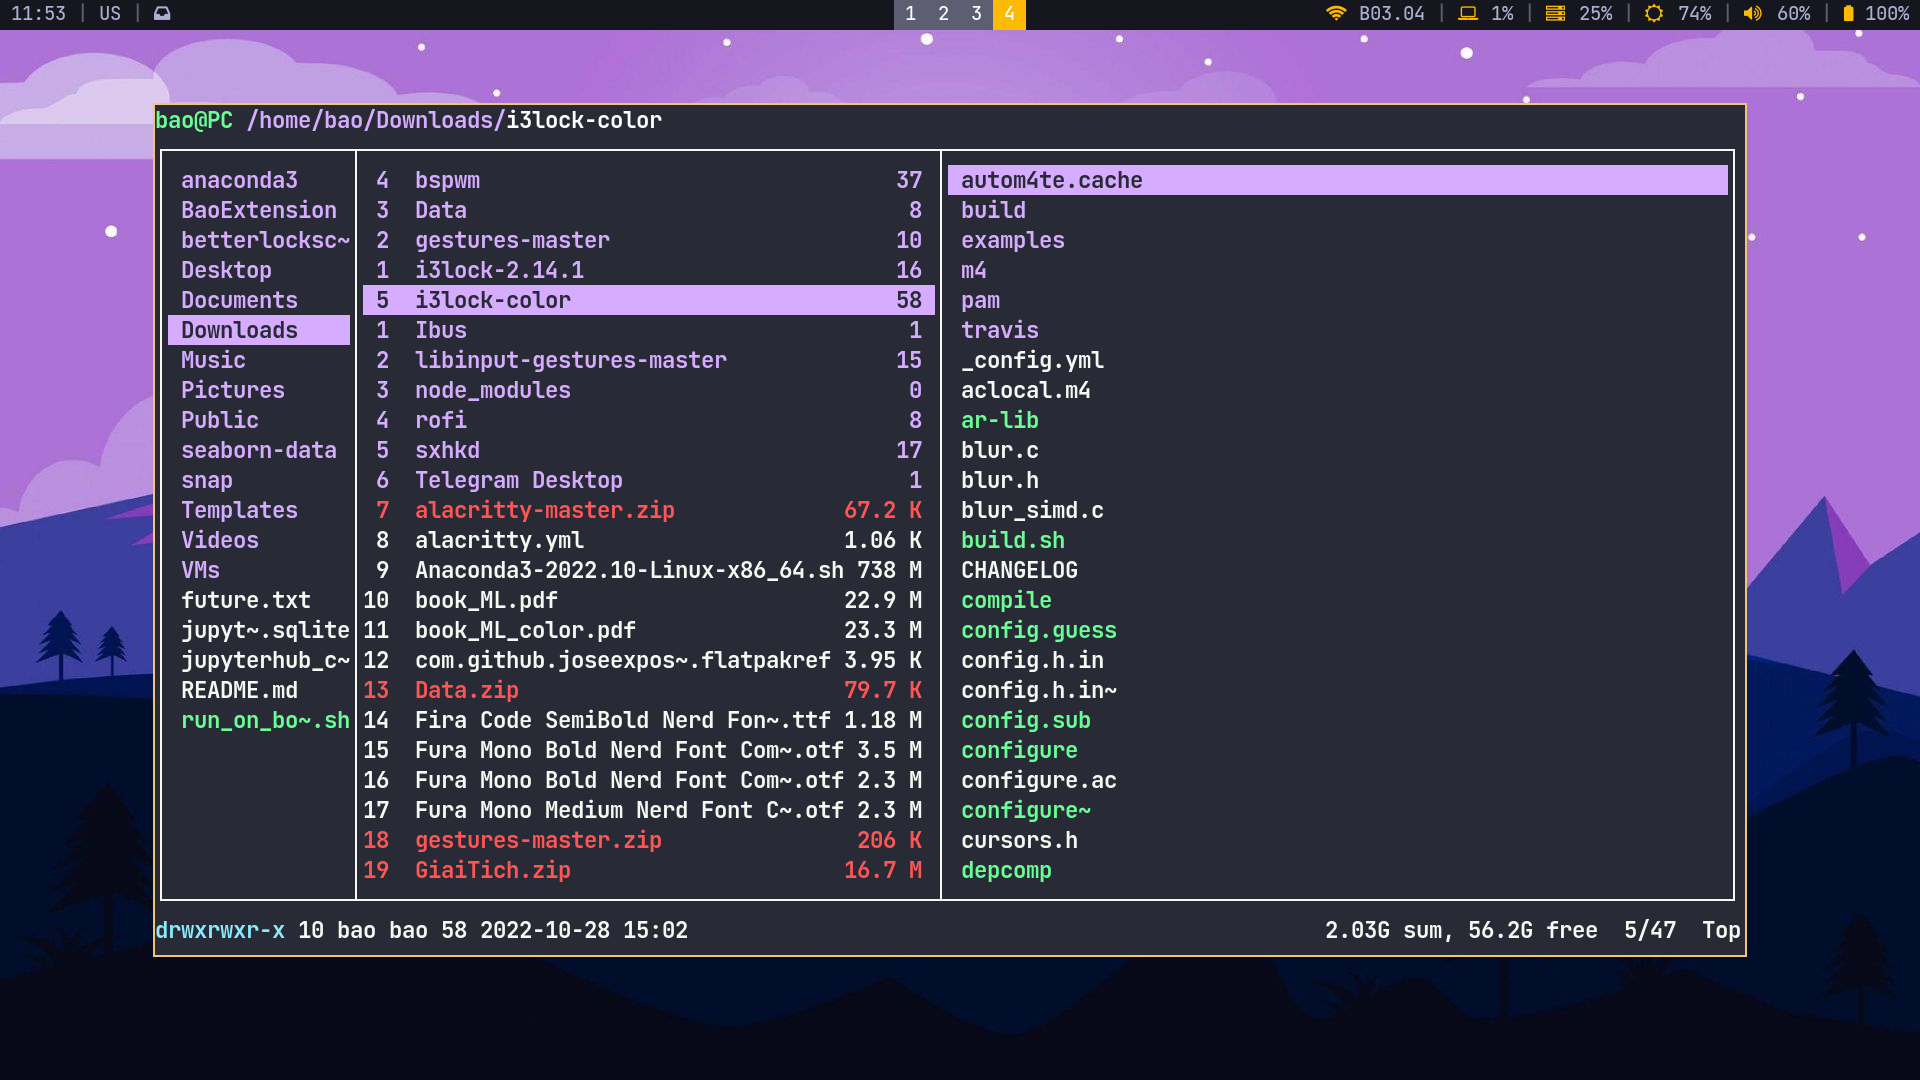 11:53 | US |
1 2 3 4
B03.04 | 1% | 25% | 74% | 60% | 100%
bao@PC /home/bao/Downloads/i3lock-color
anaconda3
BaoExtension
betterlocksc~
Desktop
Documents
Downloads
Music
Pictures
Public
seaborn-data
snap
Templates
Videos
VMs
future.txt
jupyt~.sqlite
jupyterhub_c~
README.md
run_on_bo~.sh
4 bspwm 37
3 Data 8
2 gestures-master 10
1 i3lock-2.14.1 16
5 i3lock-color 58
1 Ibus 1
2 libinput-gestures-master 15
3 node_modules 0
4 rofi 8
5 sxhkd 17
6 Telegram Desktop 1
7 alacritty-master.zip 67.2 K
8 alacritty.yml 1.06 K
9 Anaconda3-2022.10-Linux-x86_64.sh 738 M
10 book_ML.pdf 22.9 M
11 book_ML_color.pdf 23.3 M
12 com.github.joseexpos~.flatpakref 3.95 K
13 Data.zip 79.7 K
14 Fira Code SemiBold Nerd Fon~.ttf 1.18 M
15 Fura Mono Bold Nerd Font Com~.otf 3.5 M
16 Fura Mono Bold Nerd Font Com~.otf 2.3 M
17 Fura Mono Medium Nerd Font C~.otf 2.3 M
18 gestures-master.zip 206 K
19 GiaiTich.zip 16.7 M
autom4te.cache
build
examples
m4
pam
travis
_config.yml
aclocal.m4
ar-lib
blur.c
blur.h
blur_simd.c
build.sh
CHANGELOG
compile
config.guess
config.h.in
config.h.in~
config.sub
configure
configure.ac
configure~
cursors.h
depcomp
drwxrwxr-x 10 bao bao 58 2022-10-28 15:02
2.03G sum, 56.2G free 5/47 Top